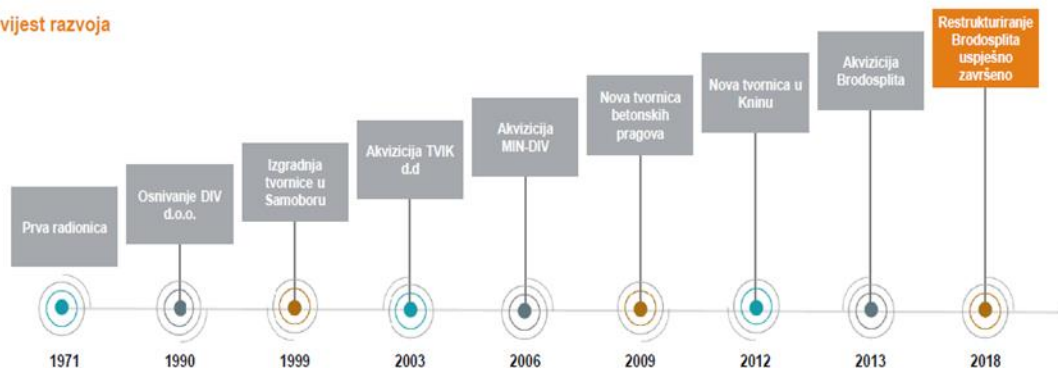 vijest razvoja
Prva radionica
Osnivanje DIV
d.o.o.
Izgradnja
tvornice u
Samoboru
Akvizicija TVIK
d.d
Akvizicija
MIN-DIV
Nova tvornica
betonskih
pragova
Nova tvornica u
Kninu
Akvizicija
Brodosplita
Restrukturiranje
Brodosplita
uspješno
završeno
1971
1990
1999
2003
2006
2009
2012
2013
2018